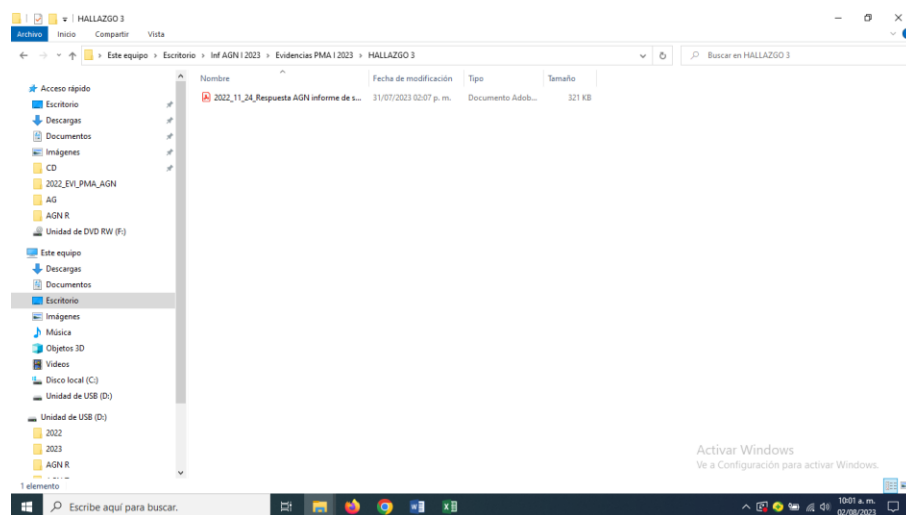 HALLAZGO 3
Archivo Inicio Compartir Vista
Este equipo > Escritorio > Inf AGN I 2023 > Evidencias PMA I 2023 > HALLAZGO 3
Buscar en HALLAZGO 3
Nombre Fecha de modificación Tipo Tamaño
2022_11_24_Respuesta AGN informe de s... 31/07/2023 02:07 p. m. Documento Adob... 321 KB
Acceso rápido
Escritorio
Descargas
Documentos
Imágenes
CD
2022_EVI_PMA_AGN
AG
AGN R
Unidad de DVD RW (F:)
Este equipo
Descargas
Documentos
Escritorio
Imágenes
Música
Objetos 3D
Videos
Disco local (C:)
Unidad de USB (D:)
Unidad de USB (D:)
2022
2023
AGN R
1 elemento
Activar Windows
Ve a Configuración para activar Windows.
Escribe aquí para buscar.
10:01 a. m.
02/08/2023